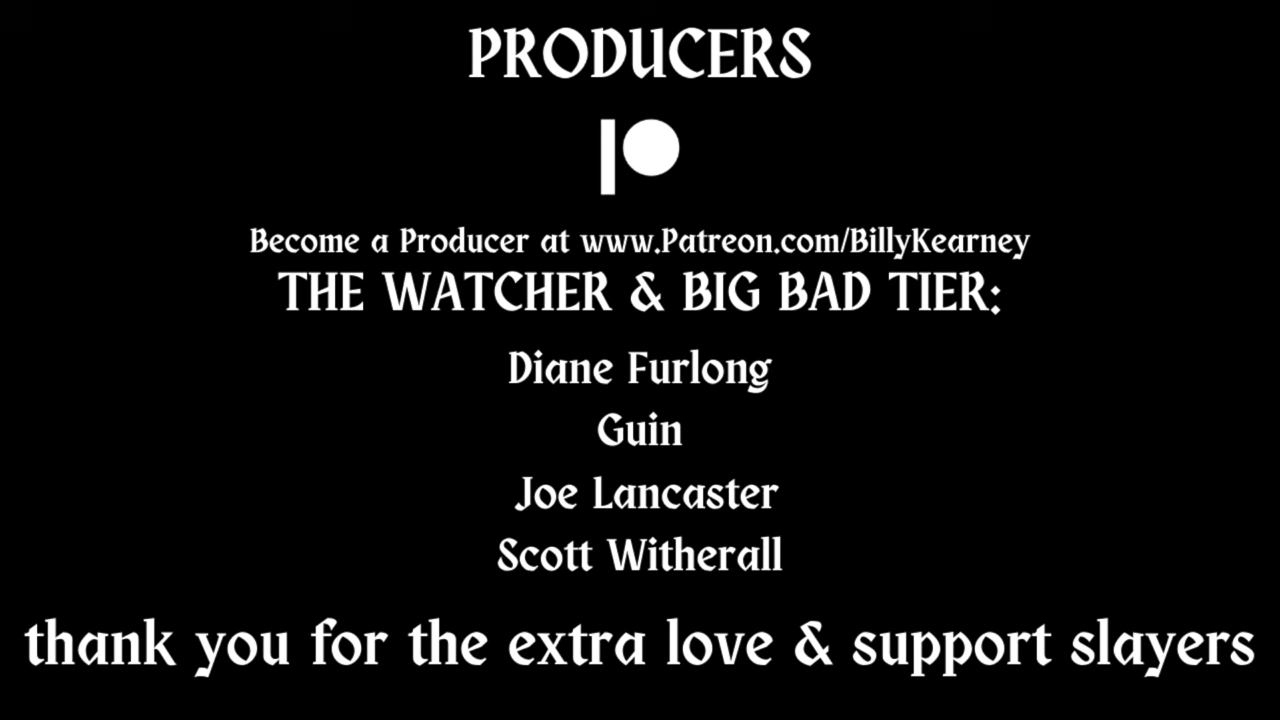 PRODUCERS
Become a Producer at www.Patreon.com/BillyKearney
THE WATCHER & BIG BAD TIER:
Diane Furlong
Guin
Joe Lancaster
Scott Witherall
thank you for the extra love & support slayers